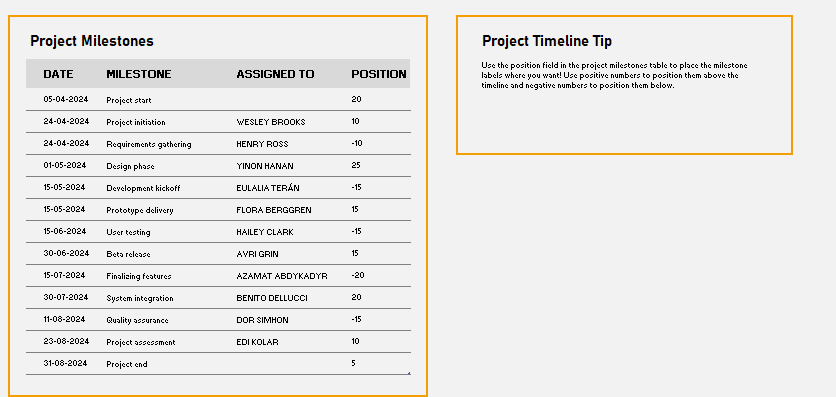 Project Milestones
DATE MILESTONE ASSIGNED TO POSITION
05-04-2024 Project start 20
24-04-2024 Project initiation WESLEY BROOKS 10
24-04-2024 Requirements gathering HENRY ROSS -10
01-05-2024 Design phase YINON HANAN 25
15-05-2024 Development kickoff EULALIA TERÁN -15
15-05-2024 Prototype delivery FLORA BERGGREN 15
15-06-2024 User testing HAILEY CLARK -15
30-06-2024 Beta release AVRI GRIN 15
15-07-2024 Finalizing features AZAMAT ABDYKADYR -20
30-07-2024 System integration BENITO DELLUCCI 20
11-08-2024 Quality assurance DOR SIMHON -15
23-08-2024 Project assessment EDI KOLAR 10
31-08-2024 Project end 5
Project Timeline Tip
Use the position field in the project milestones table to place the milestone
labels where you want! Use positive numbers to position them above the
timeline and negative numbers to position them below.